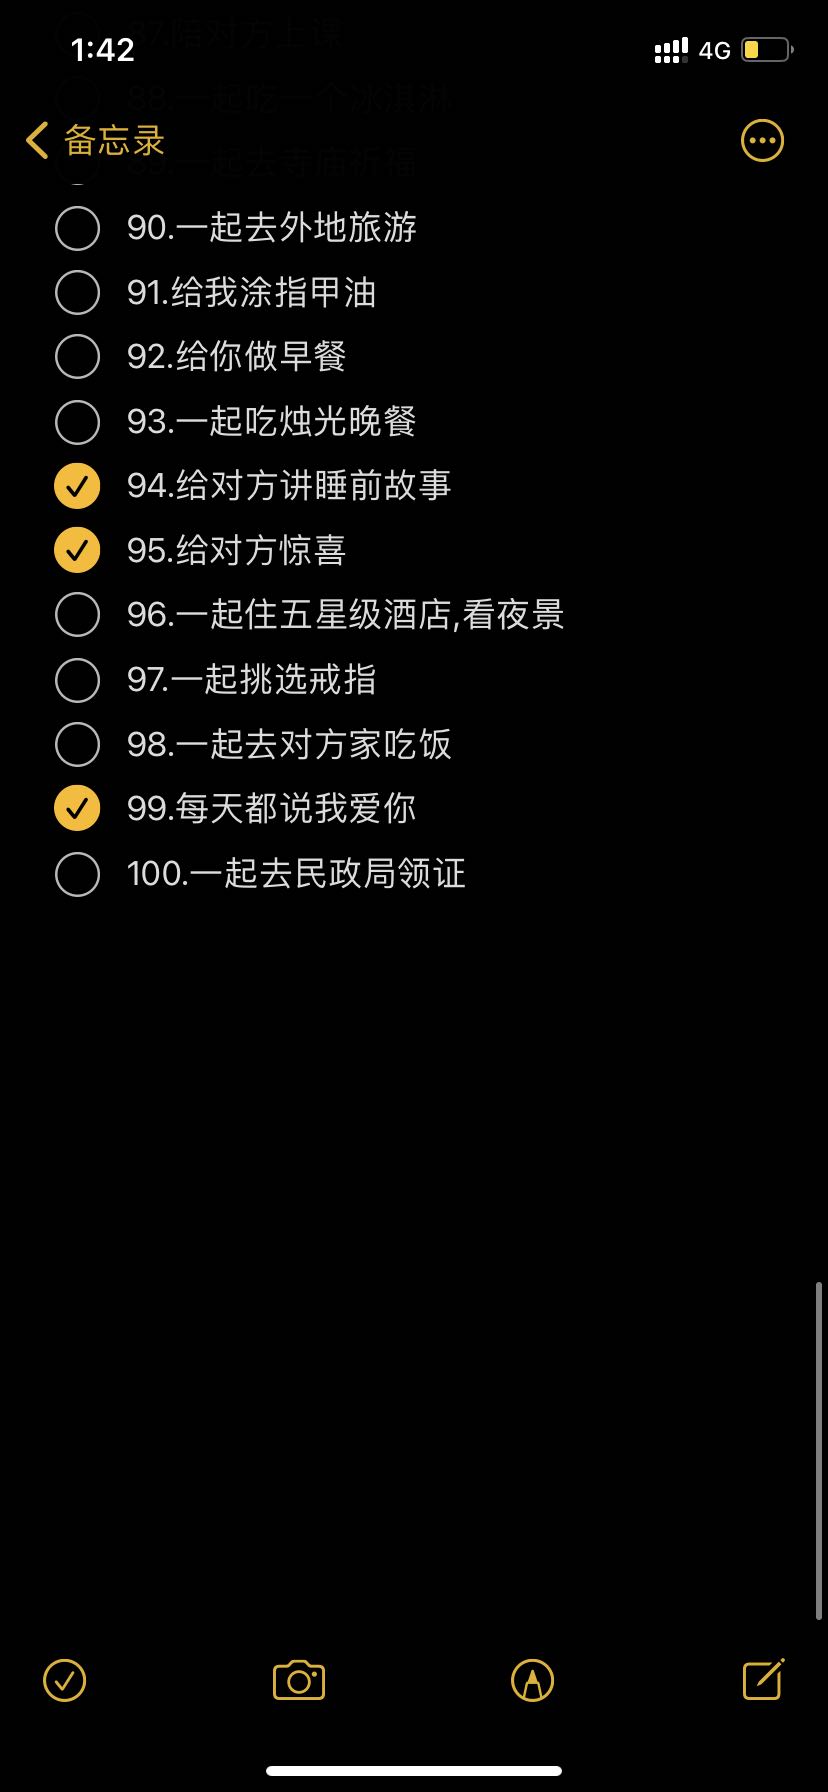 87.陪对方上课
1:42
4G
88.一起吃一个冰淇淋
备忘录
89.一起去寺庙祈福
90.一起去外地旅游
91.给我涂指甲油
92.给你做早餐
93.一起吃烛光晚餐
94.给对方讲睡前故事
95.给对方惊喜
96.一起住五星级酒店,看夜景
97.一起挑选戒指
98.一起去对方家吃饭
99.每天都说我爱你
100.一起去民政局领证